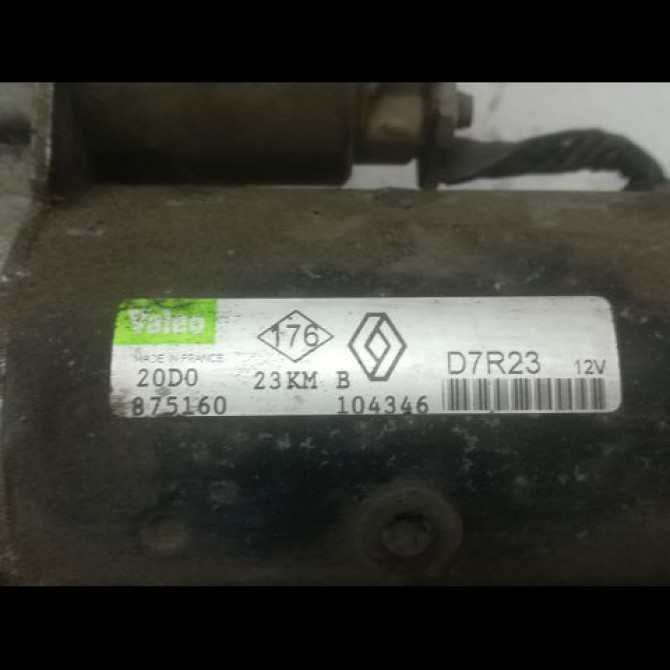 Valeo
176
MADE IN FRANCE
D7R23 12V
20D0 23KM B
875160 104346